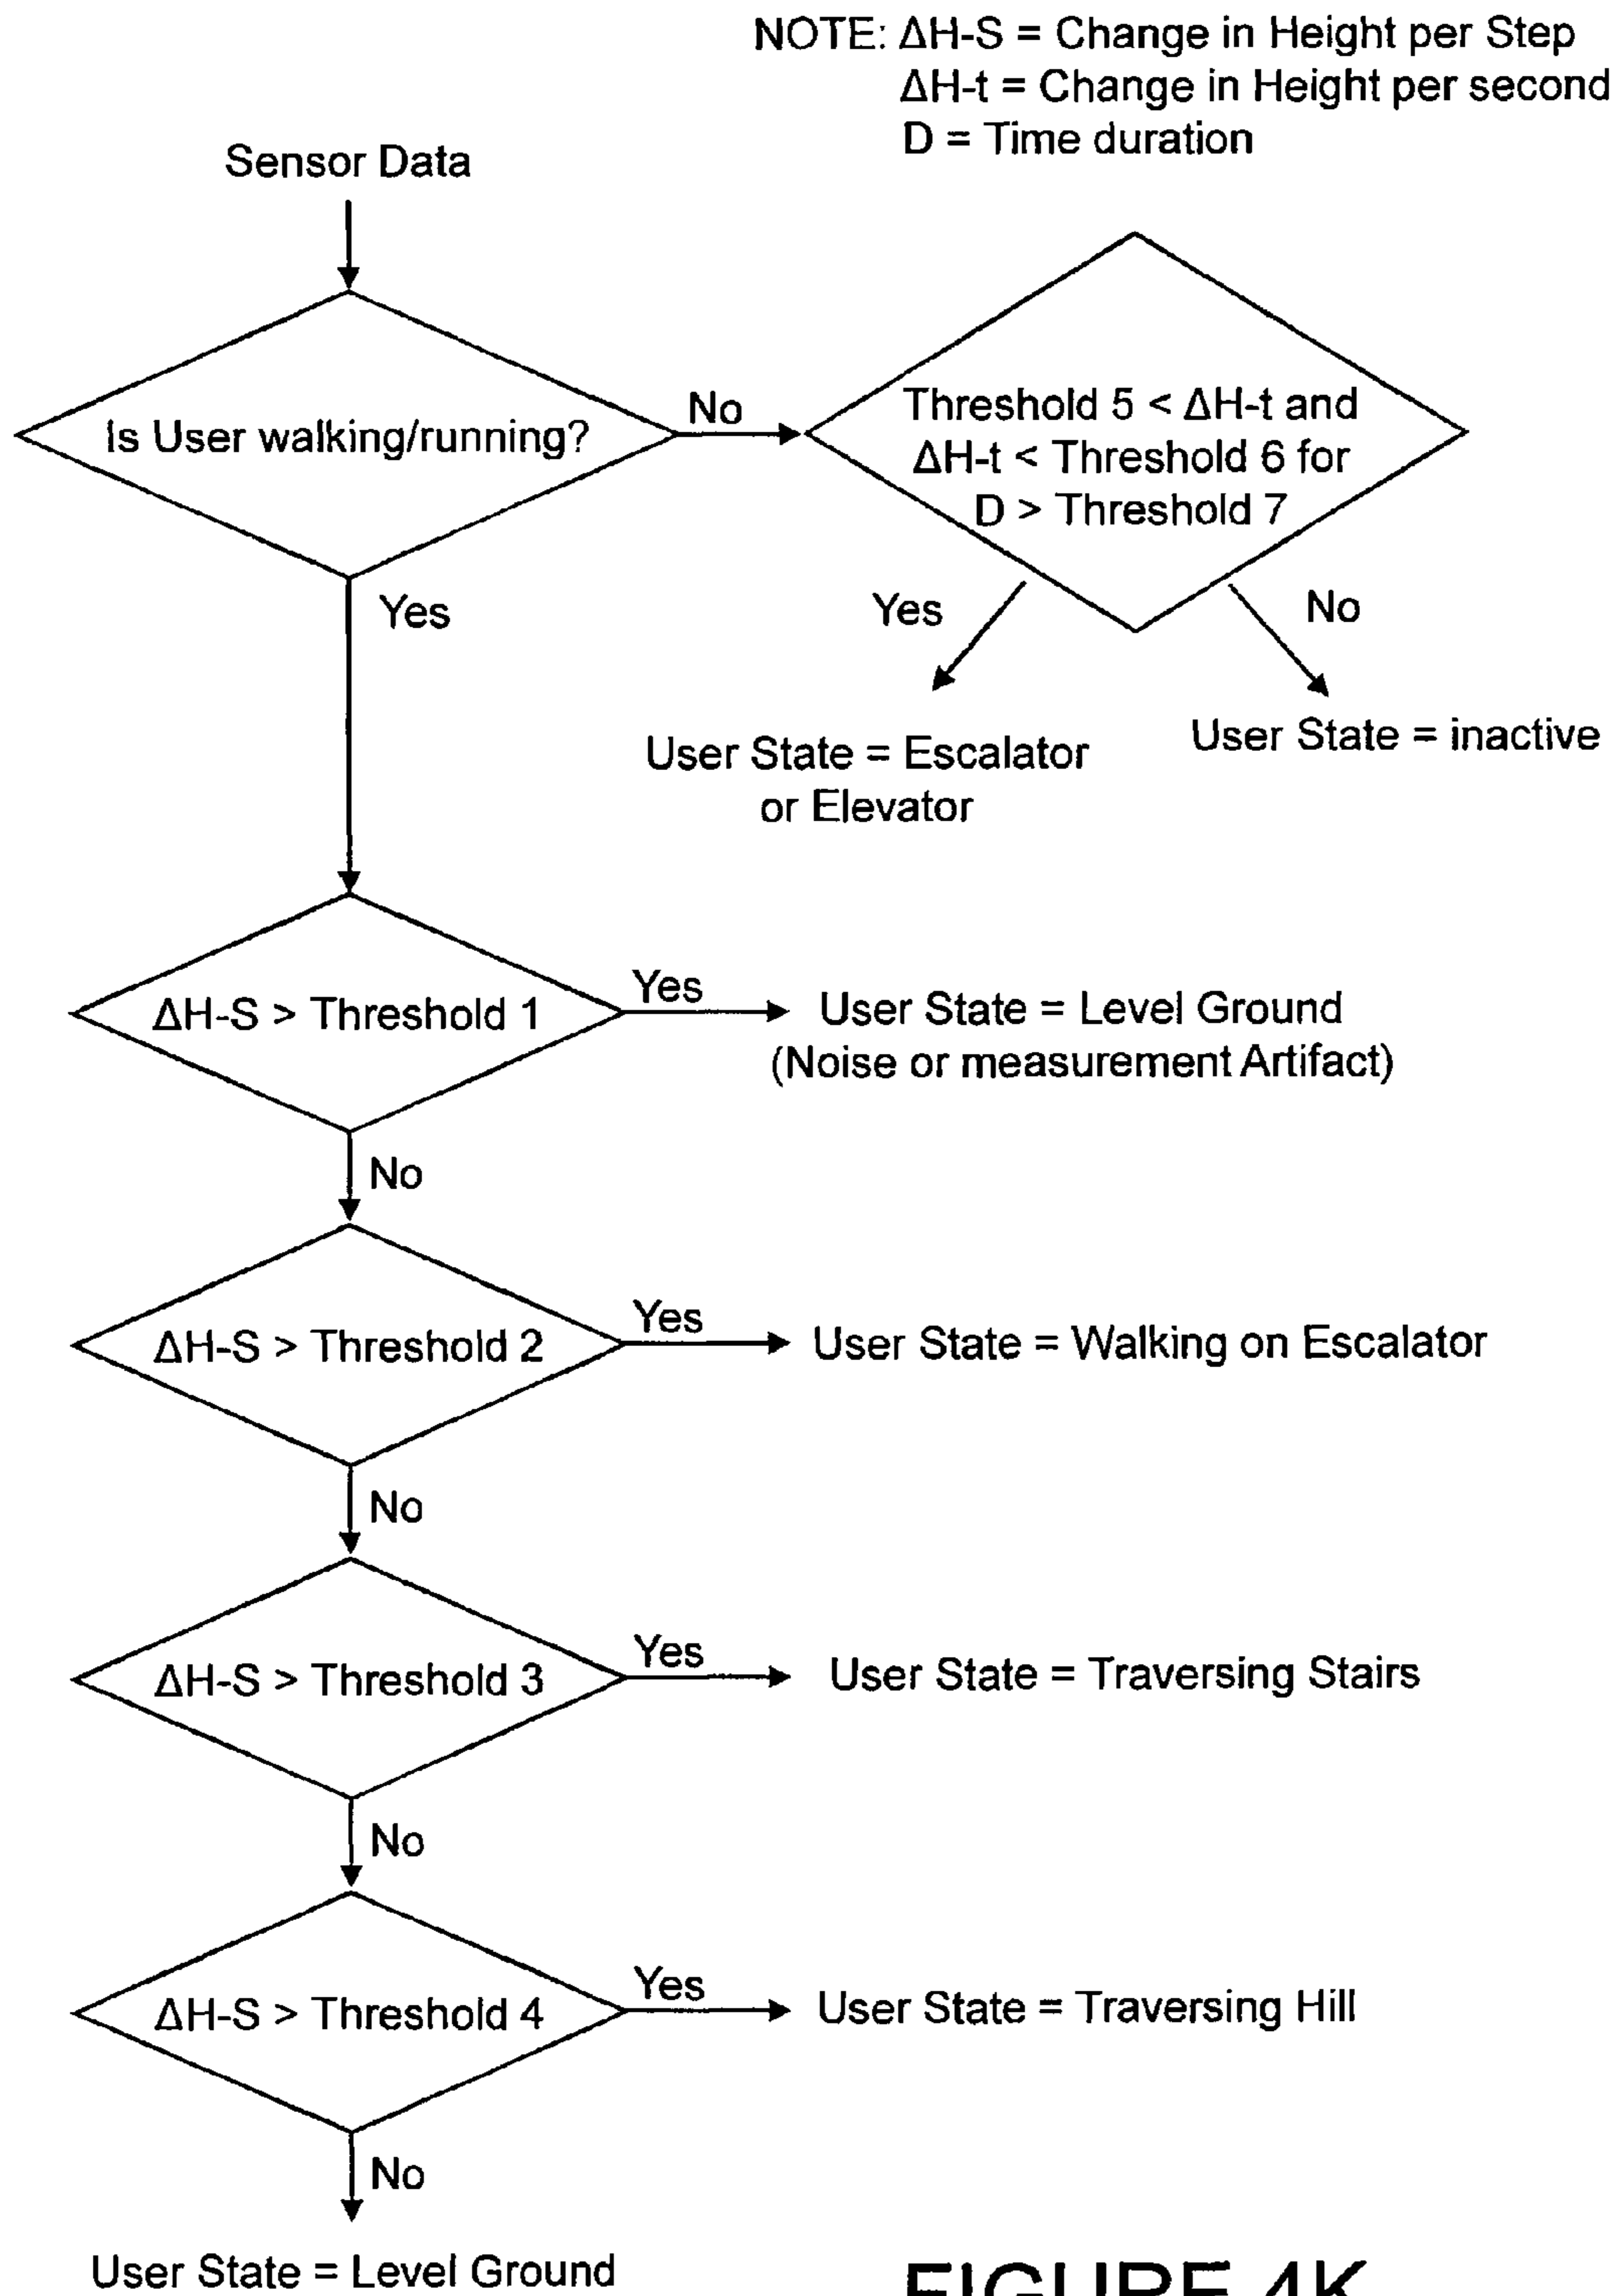 NOTE: ΔH-S = Change in Height per Step
ΔH-t = Change in Height per second
D = Time duration
Sensor Data
Is User walking/running?
No
Threshold 5 < ΔH-t and
ΔH-t < Threshold 6 for
D > Threshold 7
Yes
Yes
No
User State = Escalator
or Elevator
User State = inactive
ΔH-S > Threshold 1
Yes
User State = Level Ground
(Noise or measurement Artifact)
No
ΔH-S > Threshold 2
Yes
User State = Walking on Escalator
No
ΔH-S > Threshold 3
Yes
User State = Traversing Stairs
No
ΔH-S > Threshold 4
Yes
User State = Traversing Hill
No
User State = Level Ground
FIGURE 4K